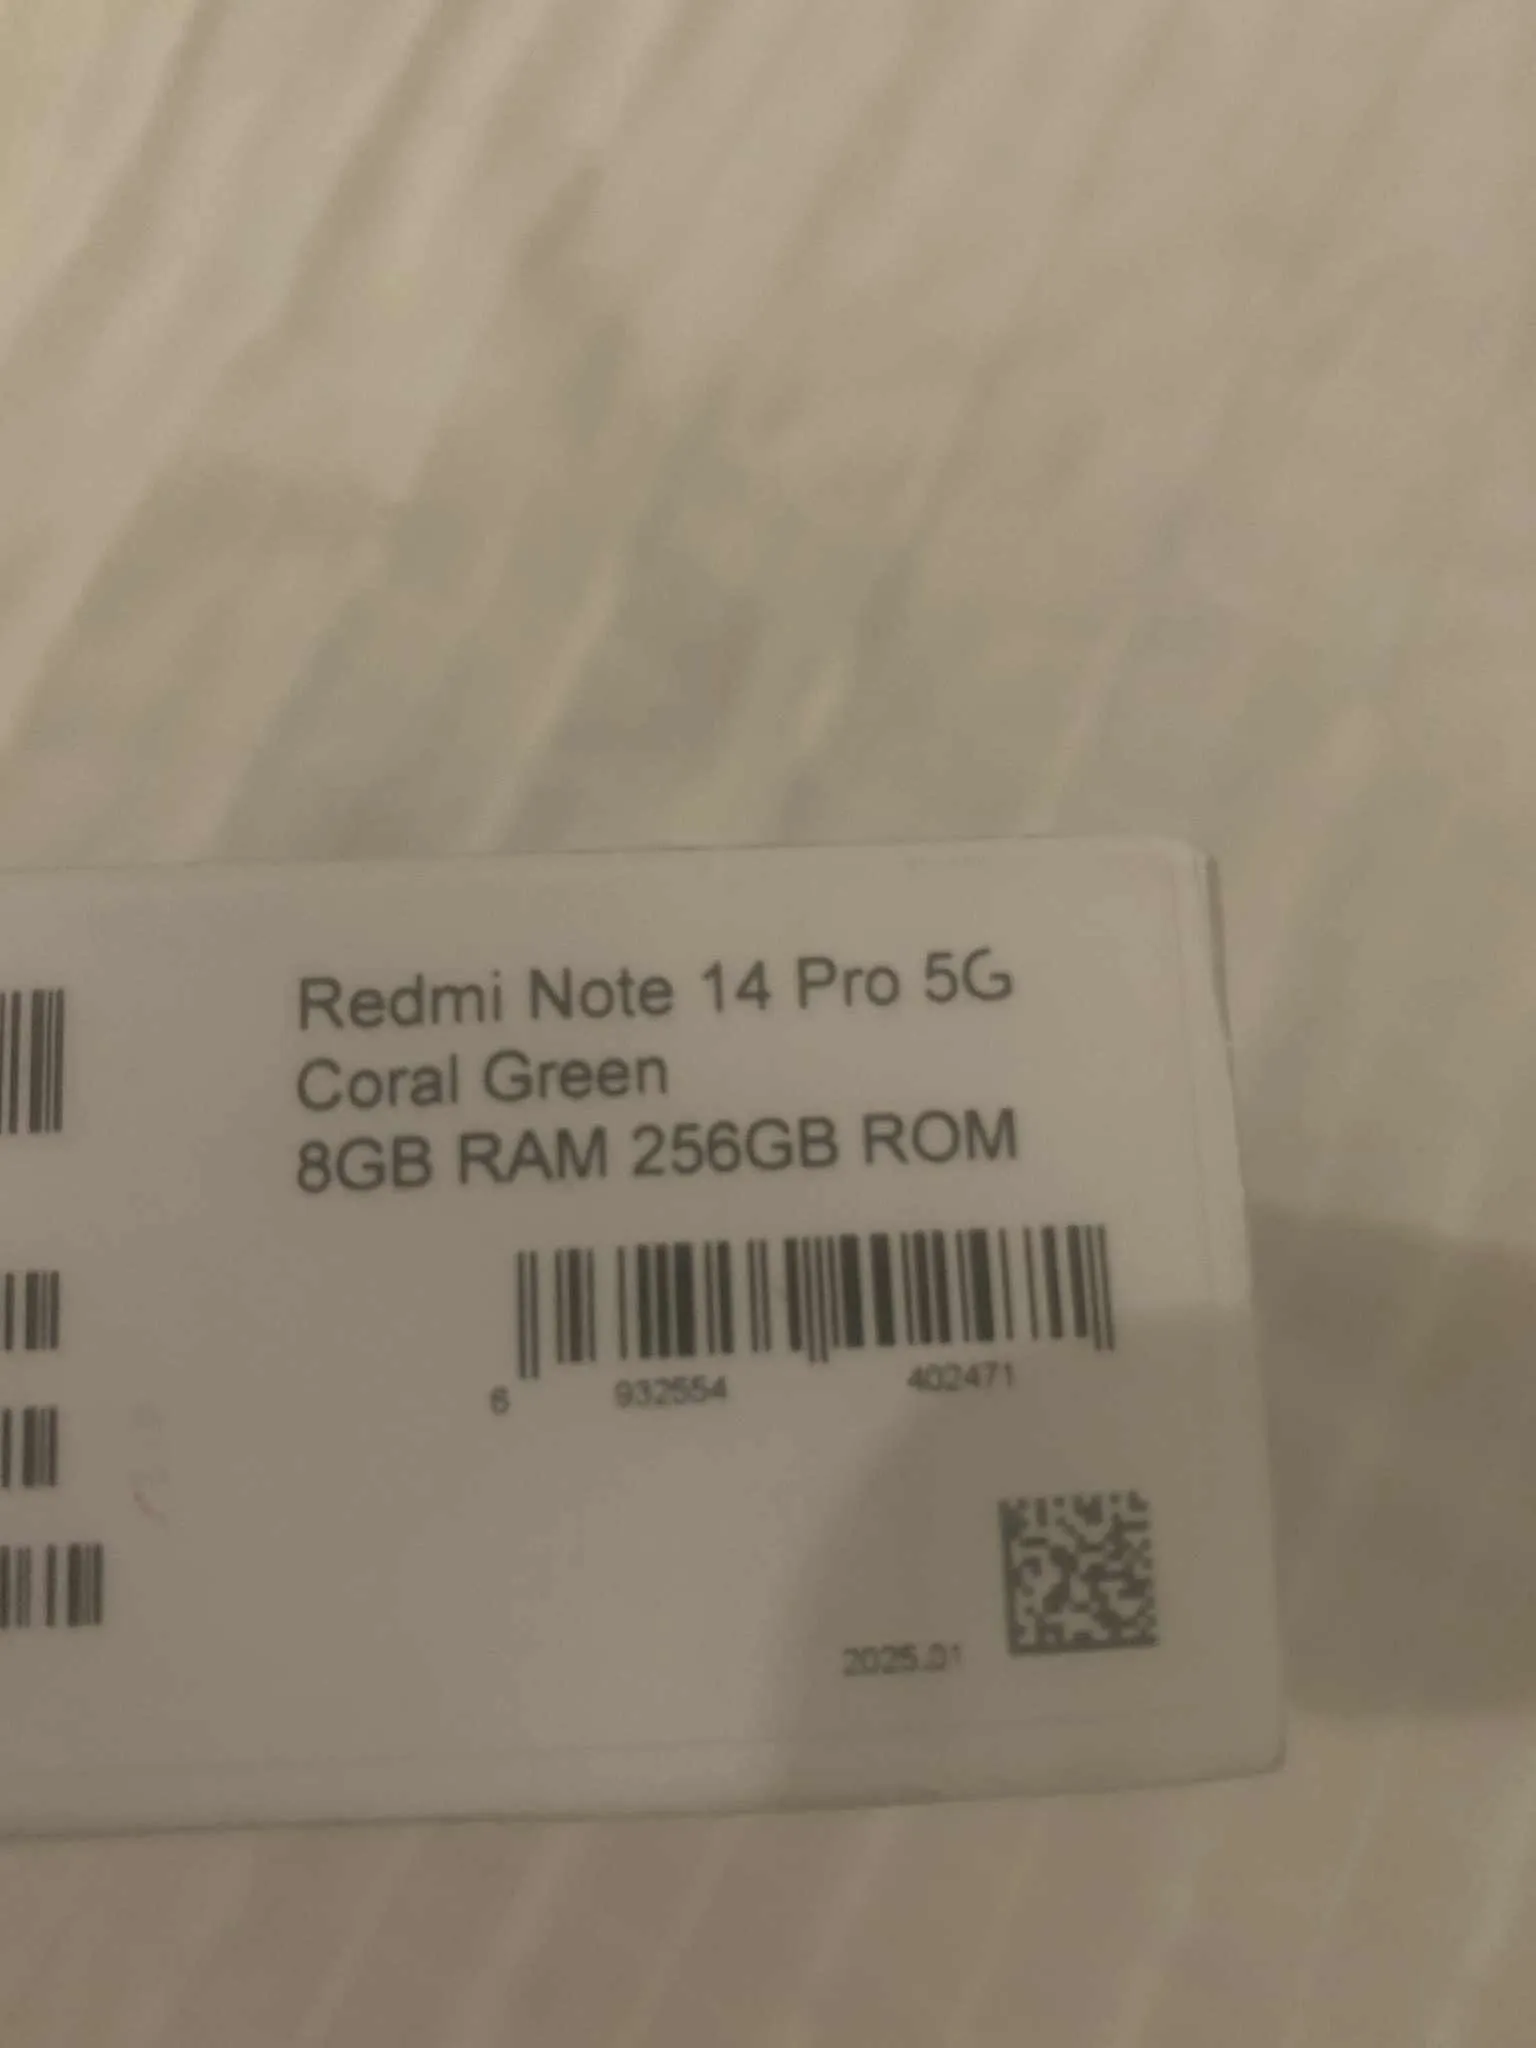 Redmi Note 14 Pro 5G
Coral Green
8GB RAM 256GB ROM
6 932554 402471
2025.01